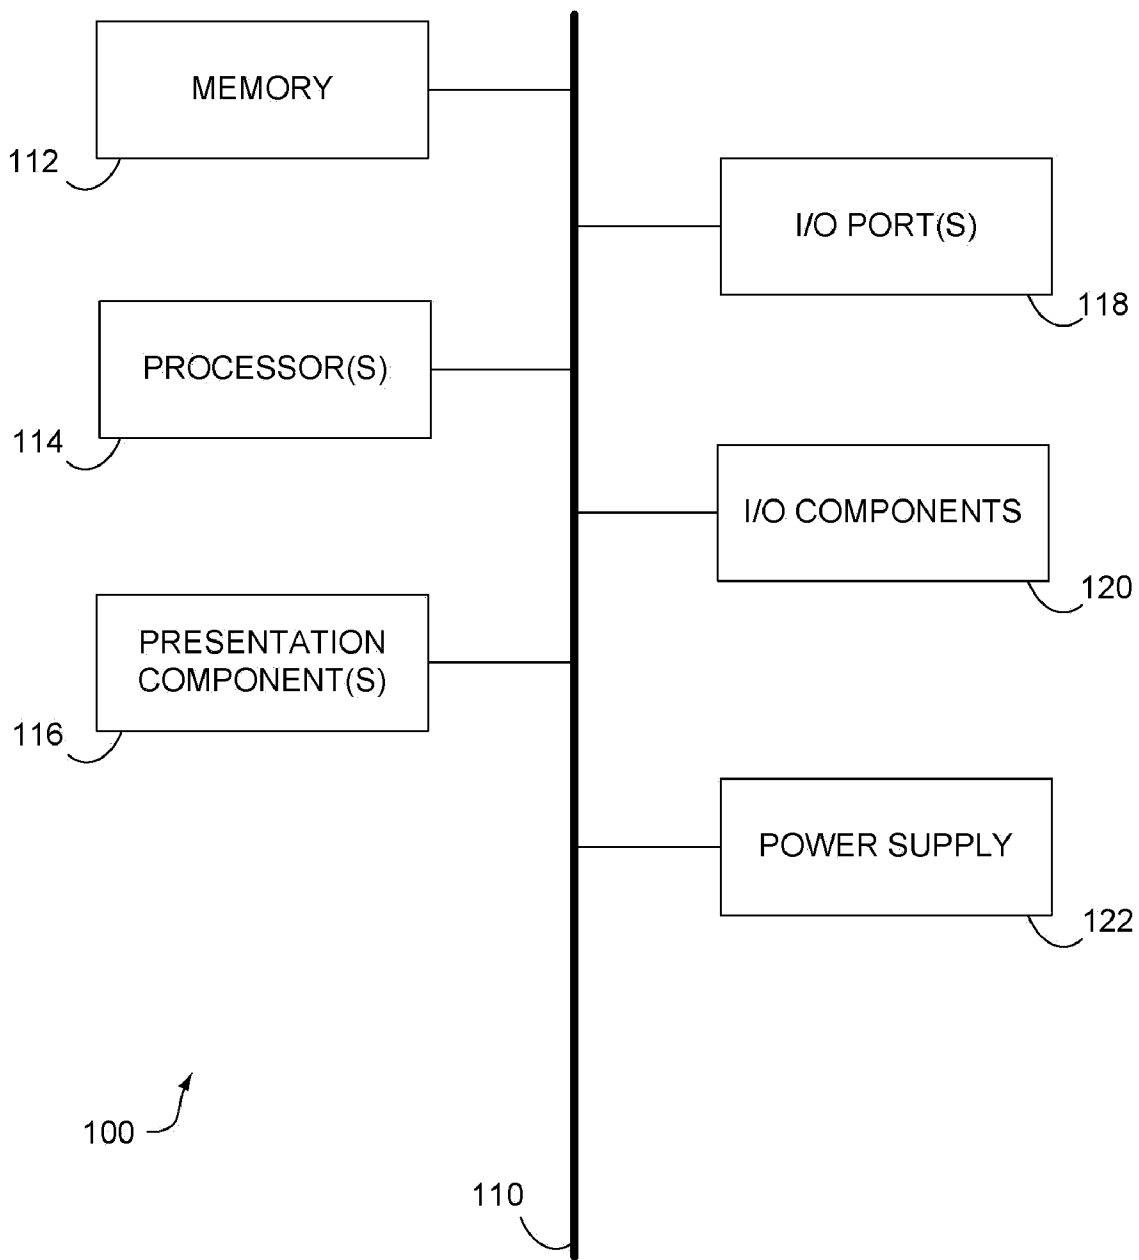 MEMORY
112
I/O PORT(S)
118
PROCESSOR(S)
114
I/O COMPONENTS
120
PRESENTATION
COMPONENT(S)
116
POWER SUPPLY
122
100
110